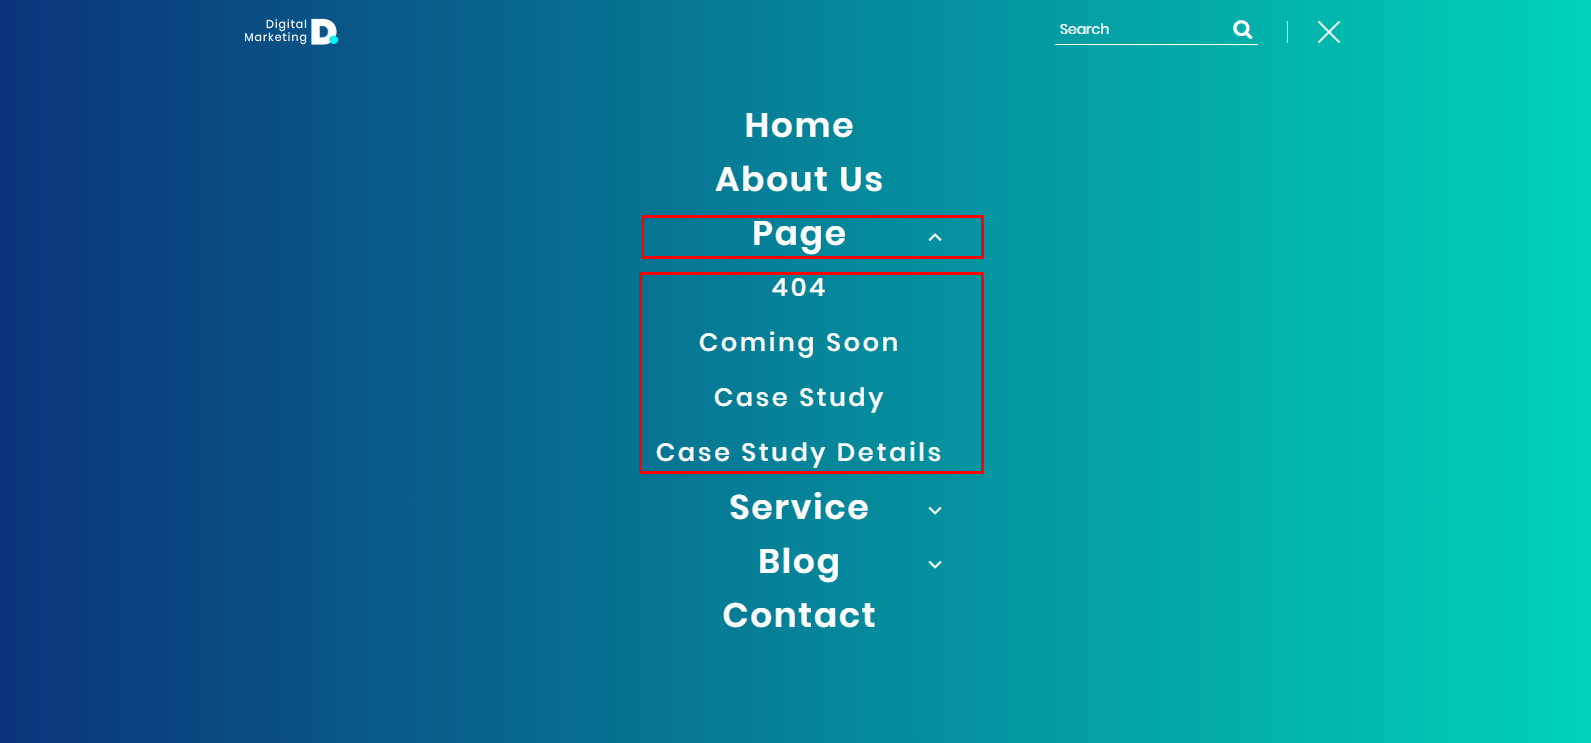 Digital
Marketing
D
Search
Home
About Us
Page
404
Coming Soon
Case Study
Case Study Details
Service
Blog
Contact